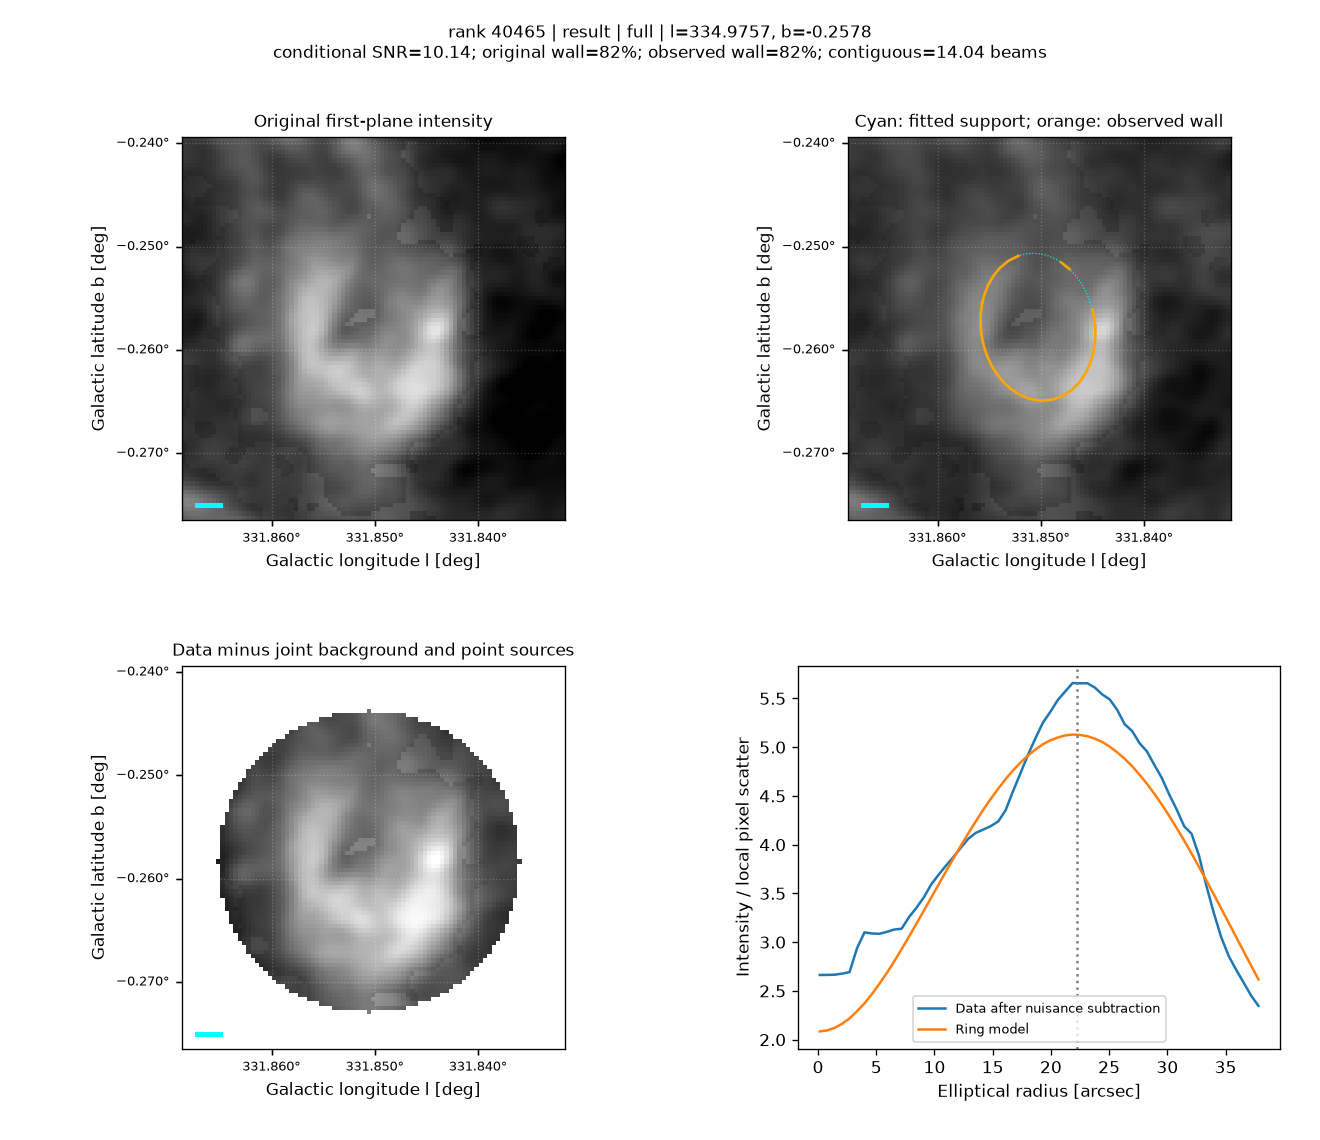 rank 40465 | result | full | l=334.9757, b=-0.2578
conditional SNR=10.14; original wall=82%; observed wall=82%; contiguous=14.04 beams
Original first-plane intensity
−0.240°
−0.250°
−0.260°
−0.270°
331.860°
331.850°
331.840°
Galactic longitude l [deg]
Galactic latitude b [deg]
Cyan: fitted support; orange: observed wall
−0.240°
−0.250°
−0.260°
−0.270°
331.860°
331.850°
331.840°
Galactic longitude l [deg]
Galactic latitude b [deg]
Data minus joint background and point sources
−0.240°
−0.250°
−0.260°
−0.270°
331.860°
331.850°
331.840°
Galactic longitude l [deg]
Galactic latitude b [deg]
5.5
5.0
4.5
4.0
3.5
3.0
2.5
2.0
0
5
10
15
20
25
30
35
Elliptical radius [arcsec]
Intensity / local pixel scatter
Data after nuisance subtraction
Ring model